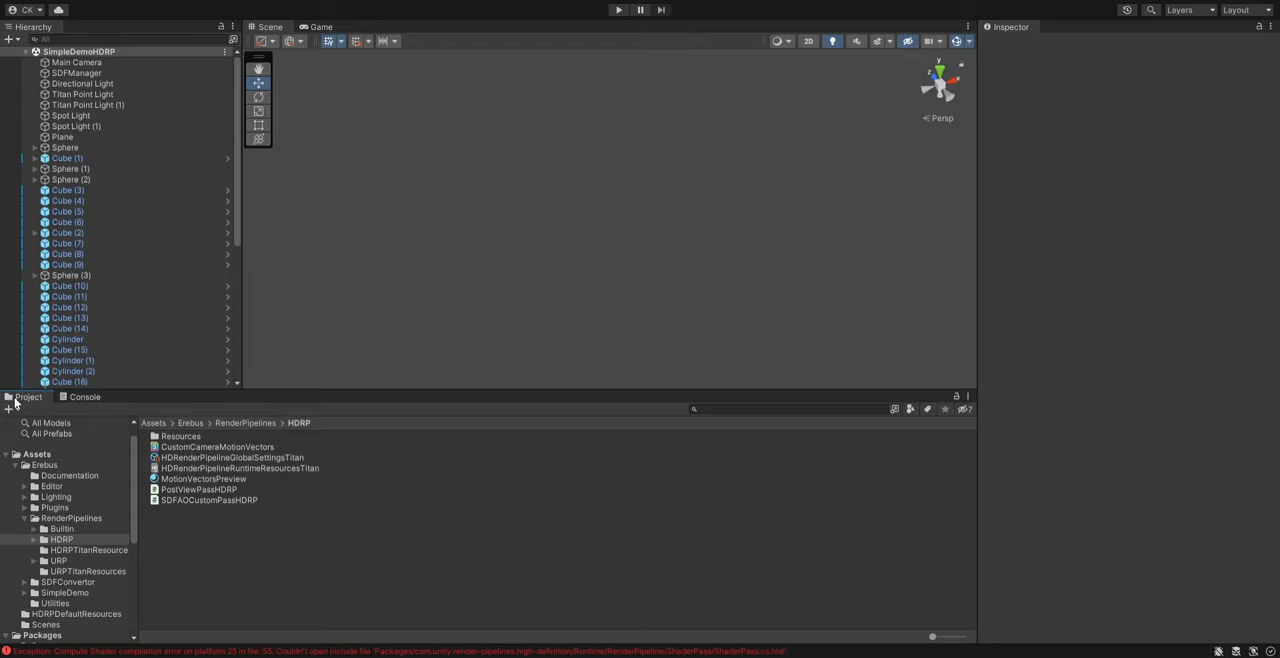 CK
Layers
Layout
Hierarchy
Scene
Game
Inspector
All
2D
SimpleDemoHDRP
Main Camera
SDFManager
Directional Light
Titan Point Light
Titan Point Light (1)
Spot Light
Spot Light (1)
Plane
Sphere
Cube (1)
Sphere (1)
Sphere (2)
Cube (3)
Cube (4)
Cube (5)
Cube (6)
Cube (2)
Cube (7)
Cube (8)
Cube (9)
Sphere (3)
Cube (10)
Cube (11)
Cube (12)
Cube (13)
Cube (14)
Cylinder
Cube (15)
Cylinder (1)
Cylinder (2)
Cube (16)
y
x
z
Persp
Project
Console
7
All Models
All Prefabs
Assets
Erebus
Documentation
Editor
Lighting
Plugins
RenderPipelines
Builtin
HDRP
HDRPTitanResource
URP
URPTitanResources
SDFConvertor
SimpleDemo
Utilities
HDRPDefaultResources
Scenes
Packages
Assets > Erebus > RenderPipelines > HDRP
Resources
CustomCameraMotionVectors
HDRenderPipelineGlobalSettingsTitan
HDRenderPipelineRuntimeResourcesTitan
MotionVectorsPreview
PostViewPassHDRP
SDFAOCustomPassHDRP
Exception: Compute Shader compilation error on platform 25 in file ':55: Couldn't open include file 'Packages/com.unity.render-pipelines.high-definition/Runtime/RenderPipeline/ShaderPass/ShaderPass.cs.hlsl'.